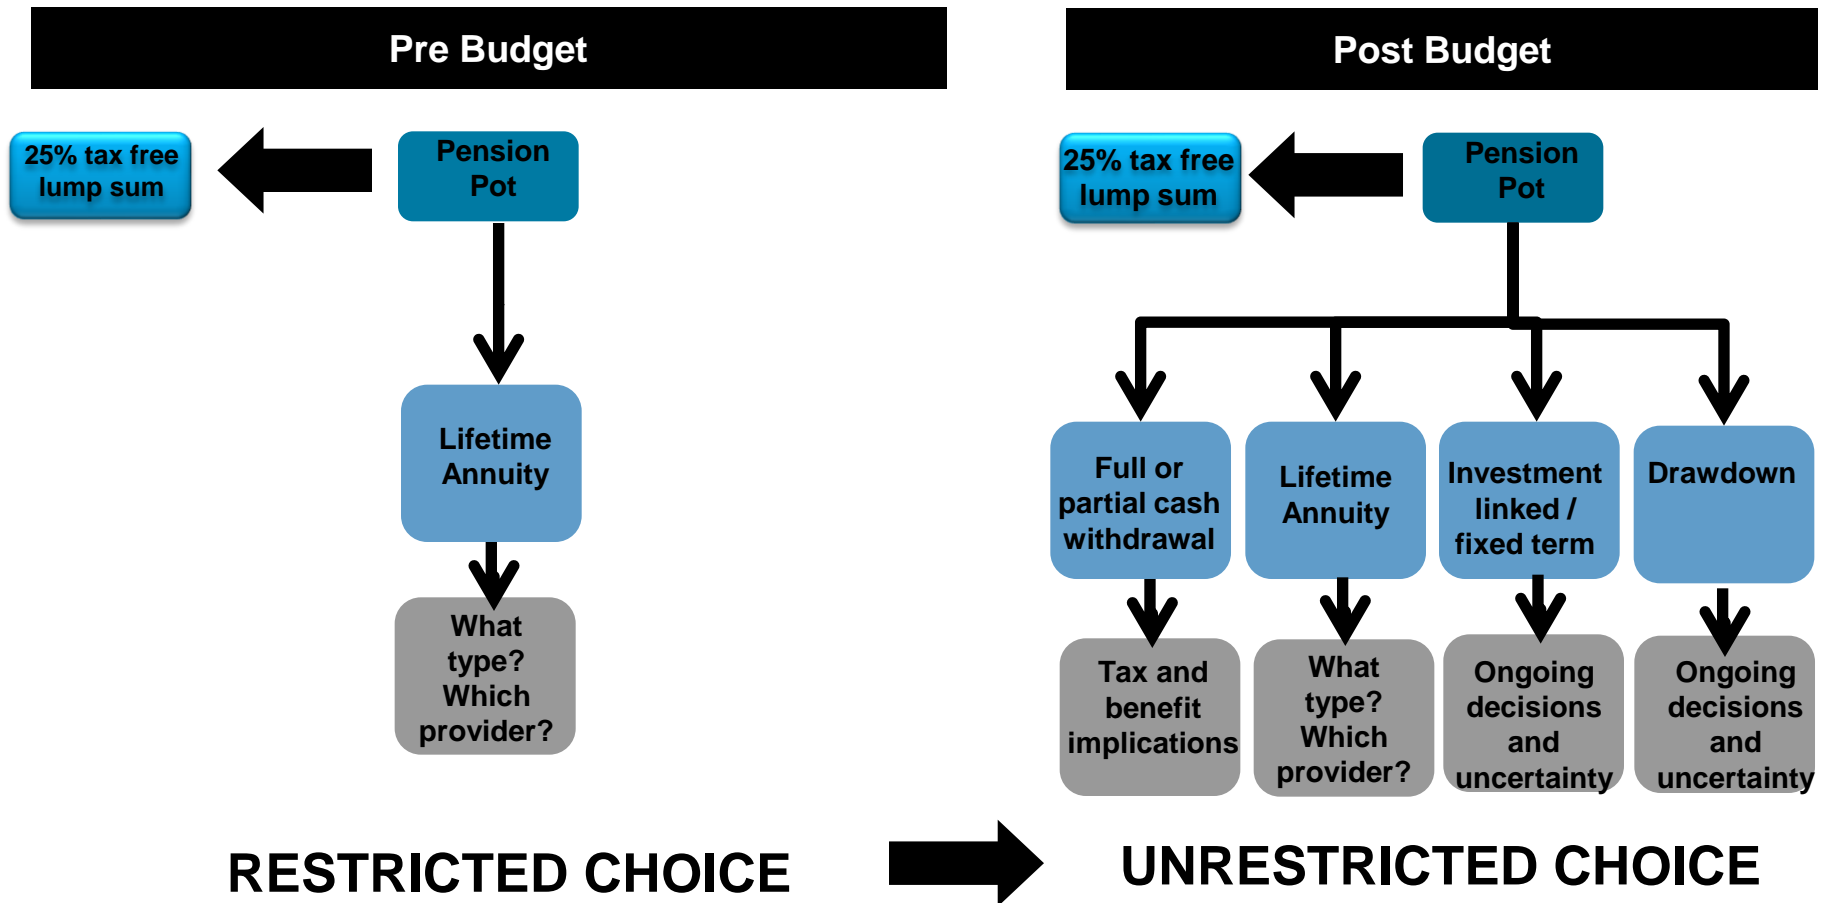 Pre Budget
25% tax free
lump sum
Pension
Pot
Lifetime
Annuity
What
type?
Which
provider?
RESTRICTED CHOICE
Post Budget
25% tax free
lump sum
Pension
Pot
Full or
partial cash
withdrawal
Lifetime
Annuity
Investment
linked /
fixed term
Drawdown
Tax and
benefit
implications
What
type?
Which
provider?
Ongoing
decisions
and
uncertainty
Ongoing
decisions
and
uncertainty
UNRESTRICTED CHOICE